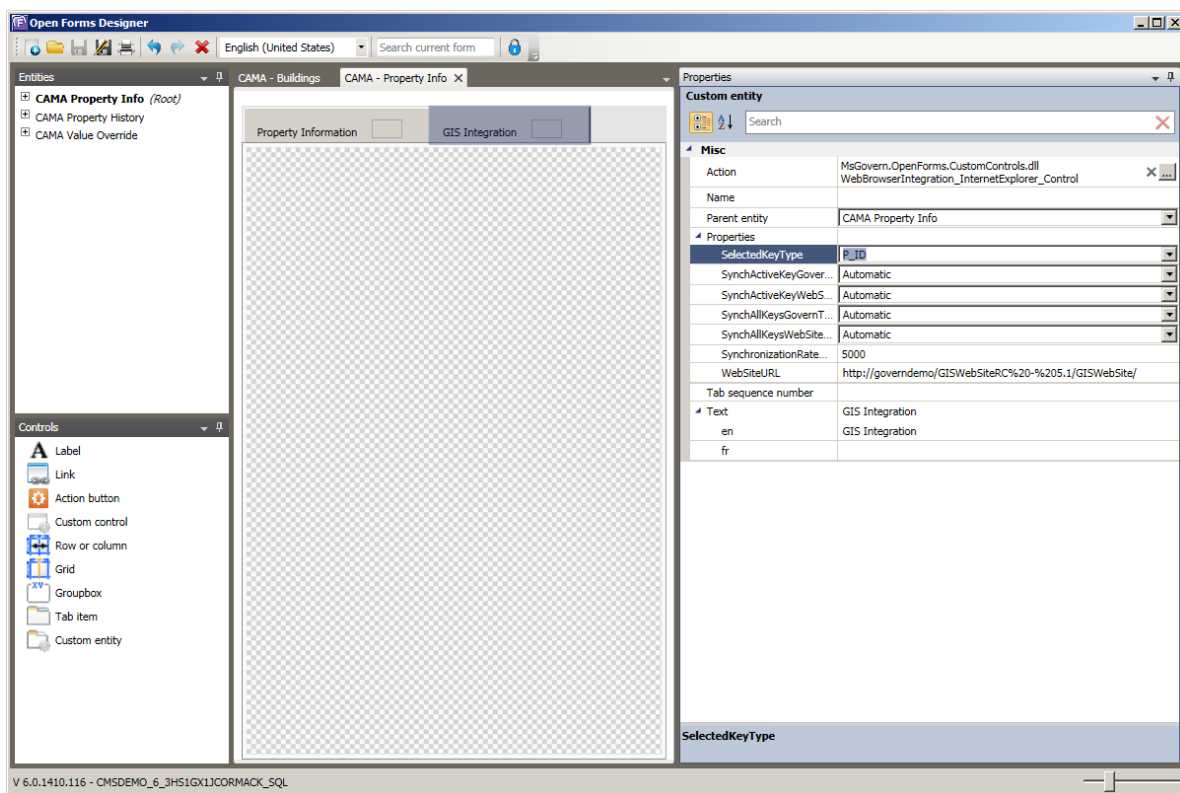 Open Forms Designer
English (United States)
Search current form
Entities
CAMA Property Info (Root)
CAMA Property History
CAMA Value Override
Controls
A Label
Link
Action button
Custom control
Row or column
Grid
XY
Groupbox
Tab item
Custom entity
CAMA - Buildings
CAMA - Property Info
Property Information
GIS Integration
Properties
Custom entity
Search
Misc
Action
MsGovern.OpenForms.CustomControls.dll
WebBrowserIntegration_InternetExplorer_Control
...
Name
Parent entity
CAMA Property Info
Properties
SelectedKeyType
P_ID
SynchActiveKeyGover...
Automatic
SynchActiveKeyWebS...
Automatic
SynchAllKeysGovernT...
Automatic
SynchAllKeysWebSite...
Automatic
SynchronizationRate...
5000
WebSiteURL
http://governdemo/GISWebSiteRC%20-%205.1/GISWebSite/
Tab sequence number
Text
GIS Integration
en
GIS Integration
fr
SelectedKeyType
V 6.0.1410.116 - CMSDEMO_6_3HS1GX1JCORMACK_SQL